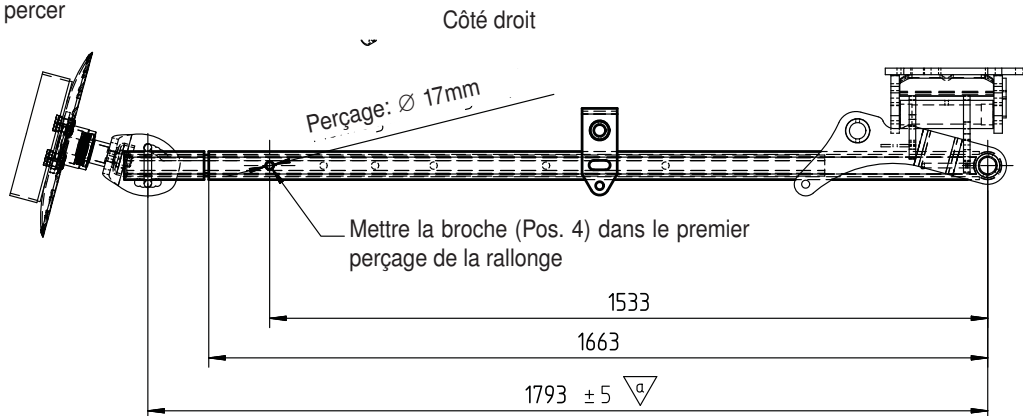 percer
Côté droit
Perçage: ∅ 17mm
Mettre la broche (Pos. 4) dans le premier
perçage de la rallonge
1533
1663
1793 ±5 a